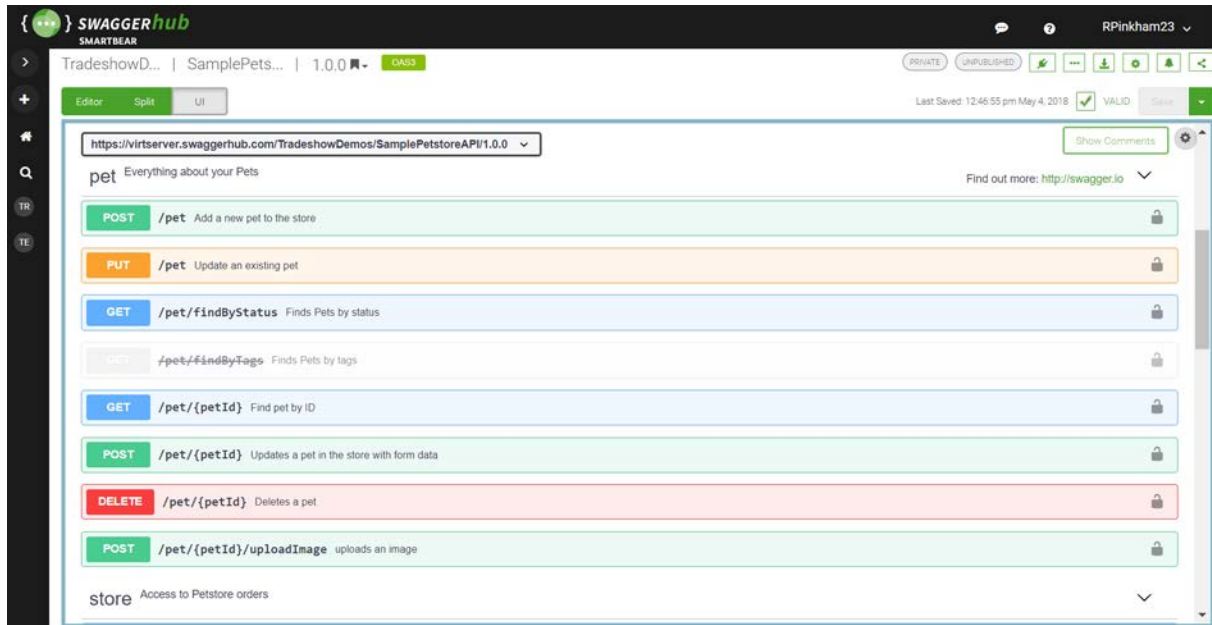 { ... } SWAGGERhub
SMARTBEAR
RPinkham23
TradeshowD... | SamplePets... | 1.0.0 OAS3
PRIVATE UNPUBLISHED
Editor Split UI
Last Saved: 12:46:55 pm May 4, 2018 VALID Save
https://virtserver.swaggerhub.com/TradeshowDemos/SamplePetstoreAPI/1.0.0
Show Comments
pet Everything about your Pets
Find out more: http://swagger.io
TR
TE
POST /pet Add a new pet to the store
PUT /pet Update an existing pet
GET /pet/findByStatus Finds Pets by status
GET /pet/findByTags Finds Pets by tags
GET /pet/{petId} Find pet by ID
POST /pet/{petId} Updates a pet in the store with form data
DELETE /pet/{petId} Deletes a pet
POST /pet/{petId}/uploadImage uploads an image
store Access to Petstore orders